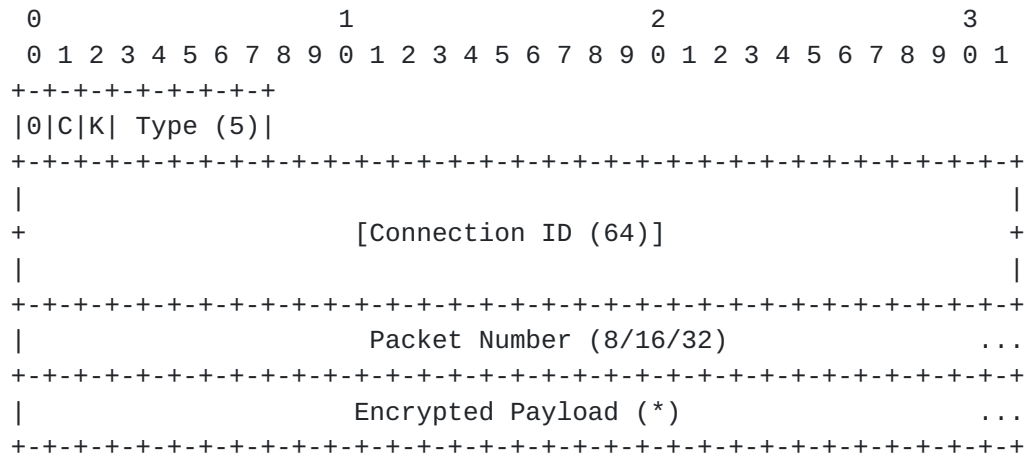 0                   1                   2                   3
 0 1 2 3 4 5 6 7 8 9 0 1 2 3 4 5 6 7 8 9 0 1 2 3 4 5 6 7 8 9 0 1
+-+-+-+-+-+-+-+-+
|0|C|K| Type (5)|
+-+-+-+-+-+-+-+-+-+-+-+-+-+-+-+-+-+-+-+-+-+-+-+-+-+-+-+-+-+-+-+-+
|                                                               |
+                     [Connection ID (64)]                      +
|                                                               |
+-+-+-+-+-+-+-+-+-+-+-+-+-+-+-+-+-+-+-+-+-+-+-+-+-+-+-+-+-+-+-+-+
|                      Packet Number (8/16/32)                ...
+-+-+-+-+-+-+-+-+-+-+-+-+-+-+-+-+-+-+-+-+-+-+-+-+-+-+-+-+-+-+-+-+
|                     Encrypted Payload (*)                   ...
+-+-+-+-+-+-+-+-+-+-+-+-+-+-+-+-+-+-+-+-+-+-+-+-+-+-+-+-+-+-+-+-+